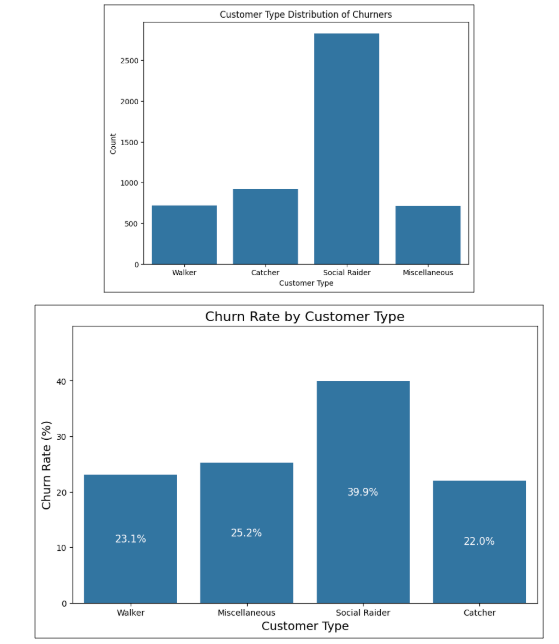 Customer Type Distribution of Churners
2500
2000
1500
1000
500
0
Count
Walker
Catcher
Social Raider
Miscellaneous
Customer Type
Churn Rate by Customer Type
40
30
20
10
0
Churn Rate (%)
23.1%
25.2%
39.9%
22.0%
Walker
Miscellaneous
Social Raider
Catcher
Customer Type